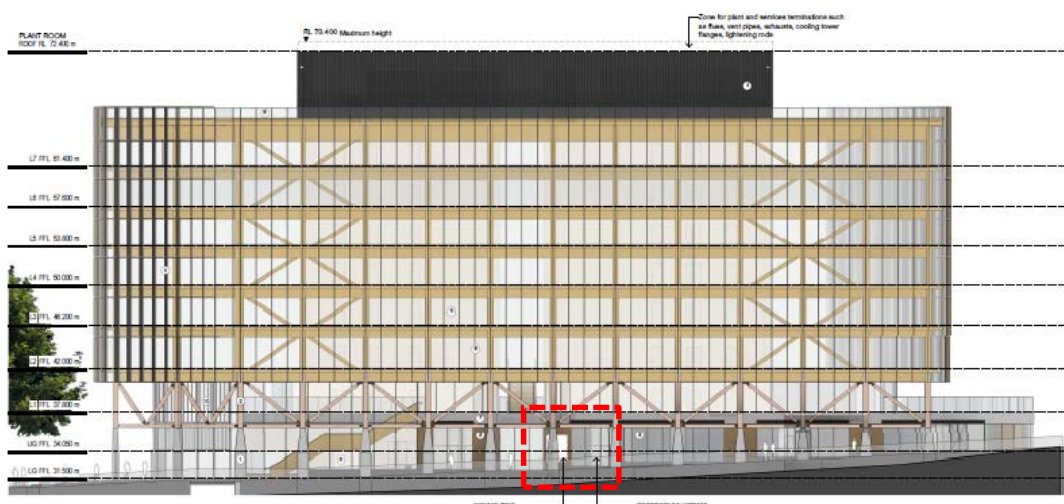 Zone for plant and services terminations such
as flues, vent pipes, exhausts, cooling tower
flanges, lightening rods
RL 73.400 Maximum height
PLANT ROOM
ROOF RL 72.400 m
L7 FFL 61.400 m
L6 FFL 57.600 m
L5 FFL 53.800 m
L4 FFL 50.000 m
L3 FFL 46.200 m
L2 FFL 42.000 m
L1 FFL 37.800 m
UG FFL 34.050 m
LG FFL 31.500 m